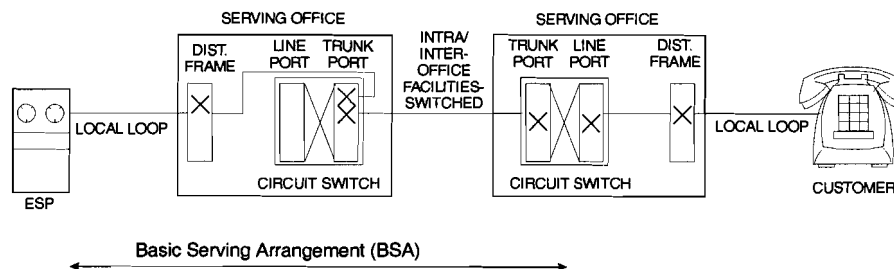 SERVING OFFICE
SERVING OFFICE
DIST.
FRAME
LINE
PORT
TRUNK
PORT
INTRA/
INTER-
OFFICE
FACILITIES-
SWITCHED
TRUNK
PORT
LINE
PORT
DIST.
FRAME
LOCAL LOOP
LOCAL LOOP
CIRCUIT SWITCH
CIRCUIT SWITCH
ESP
CUSTOMER
Basic Serving Arrangement (BSA)